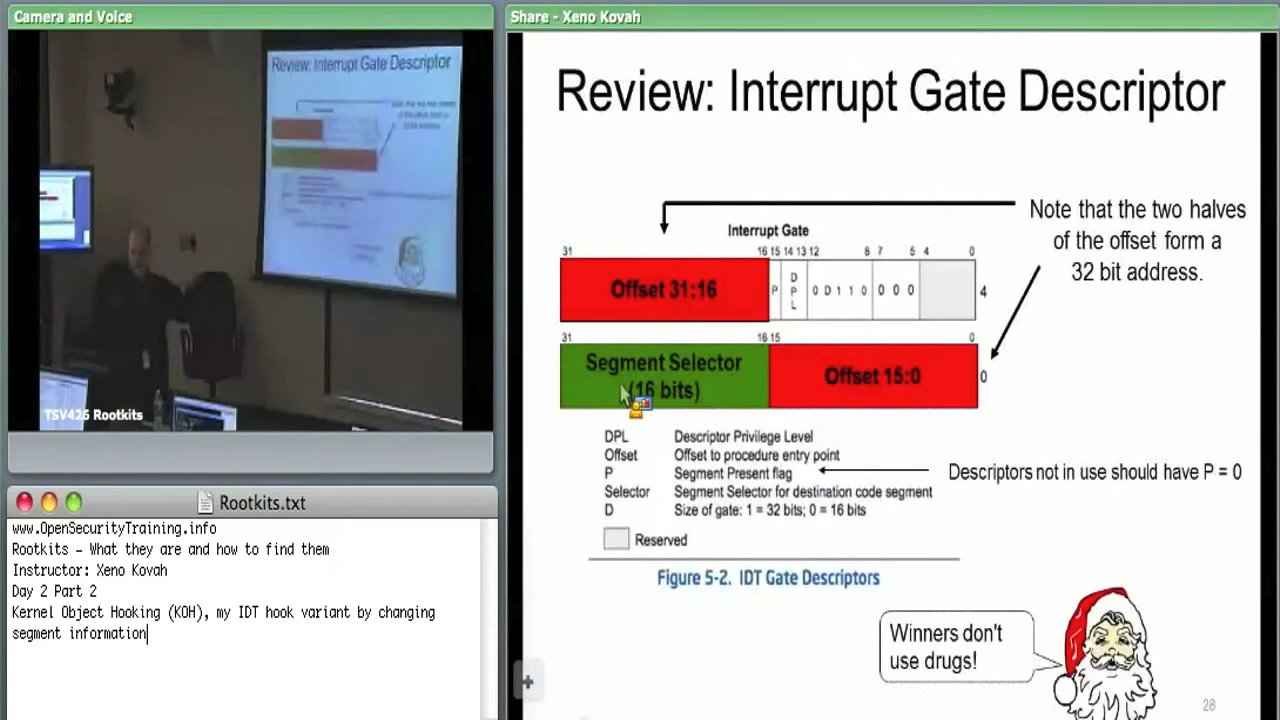 Camera and Voice
Review: Interrupt Gate Descriptor
TSV426 Rootkits
Rootkits.txt
www.OpenSecurityTraining.info
Rootkits – What they are and how to find them
Instructor: Xeno Kovah
Day 2 Part 2
Kernel Object Hooking (KOH), my IDT hook variant by changing
segment information
Share - Xeno Kovah
Review: Interrupt Gate Descriptor
Note that the two halves
of the offset form a
32 bit address.
Interrupt Gate
31 16 15 14 13 12 8 7 5 4 0
Offset 31:16 P D P L 0 D 1 1 0 0 0 0 4
31 16 15 0
Segment Selector
(16 bits) Offset 15:0 0
DPL Descriptor Privilege Level
Offset Offset to procedure entry point
P Segment Present flag
Descriptors not in use should have P = 0
Selector Segment Selector for destination code segment
D Size of gate: 1 = 32 bits; 0 = 16 bits
Reserved
Figure 5-2. IDT Gate Descriptors
Winners don't
use drugs!
28